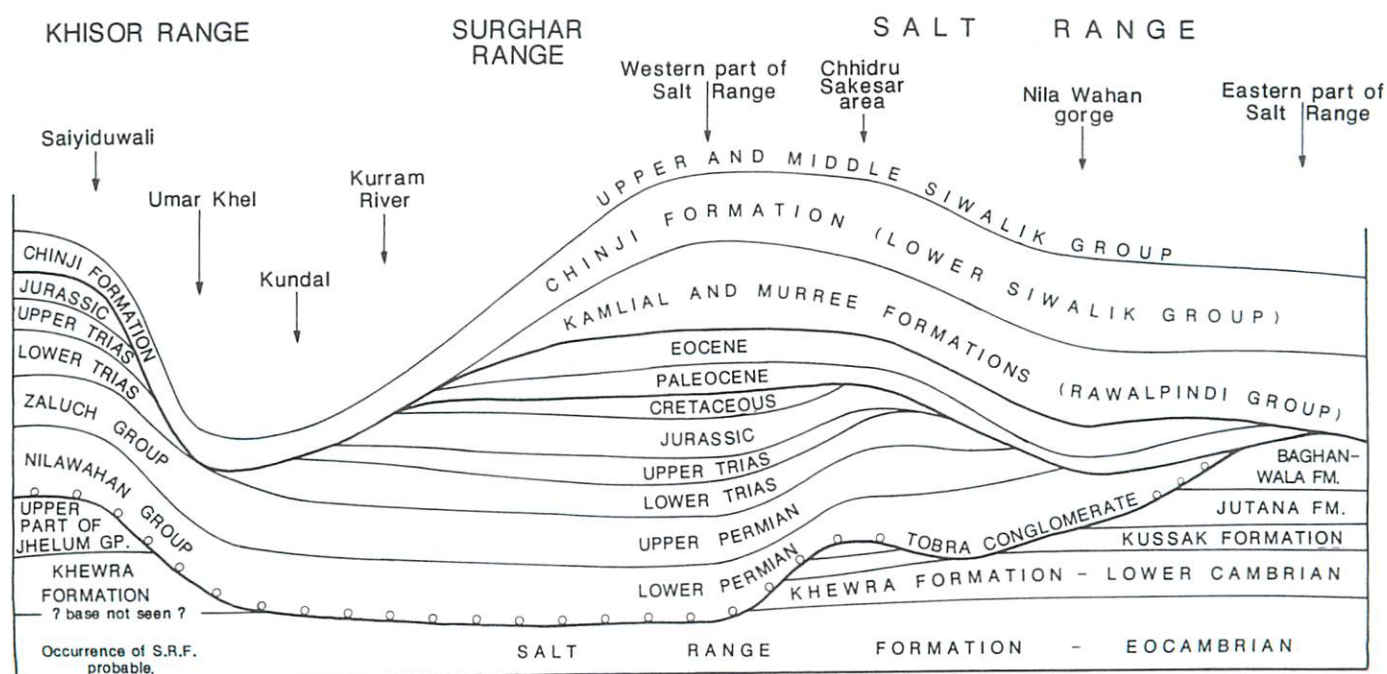 KHISOR RANGE
SURGHAR
RANGE
SALT RANGE
Saiyiduwali
Umar Khel
Kundal
Kurram
River
Western part of
Salt Range
Chhidru
Sakesar
area
Nila Wahan
gorge
Eastern part of
Salt Range
UPPER AND MIDDLE SIWALIK GROUP
CHINJI FORMATION (LOWER SIWALIK GROUP)
KAMLIAL AND MURREE FORMATIONS (RAWALPINDI GROUP)
CHINJI FORMATION
JURASSIC
UPPER TRIAS
LOWER TRIAS
ZALUCH GROUP
NILAWAHAN GROUP
UPPER
PART OF
JHELUM GP.
KHEWRA
FORMATION
? base not seen ?
Occurrence of S.R.F.
probable.
EOCENE
PALEOCENE
CRETACEOUS
JURASSIC
UPPER TRIAS
LOWER TRIAS
UPPER PERMIAN
LOWER PERMIAN
TOBRA CONGLOMERATE
BAGHAN-
WALA FM.
JUTANA FM.
KUSSAK FORMATION
KHEWRA FORMATION - LOWER CAMBRIAN
SALT RANGE FORMATION - EOCAMBRIAN